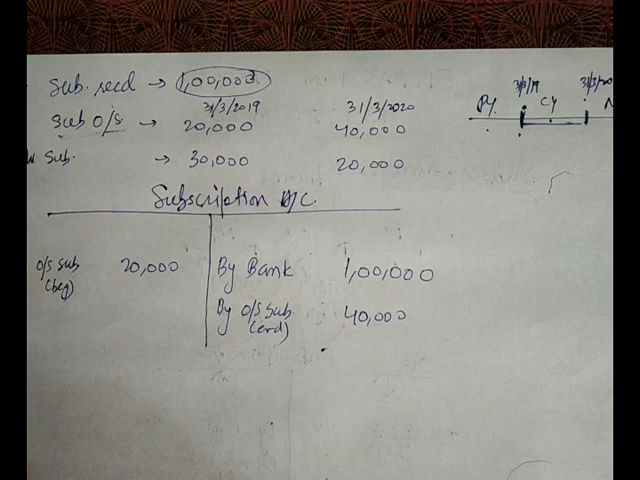 Sub. recd → 1,00,000
31/3/2019 31/3/2020
Sub O/s → 20,000 40,000
Sub. → 30,000 20,000
P.Y. 31/3/19 C Y 31/3/20 N
Subscription A/C
O/s Sub 20,000 By Bank 1,00,000
(beg)
By O/s Sub. 40,000
(end)